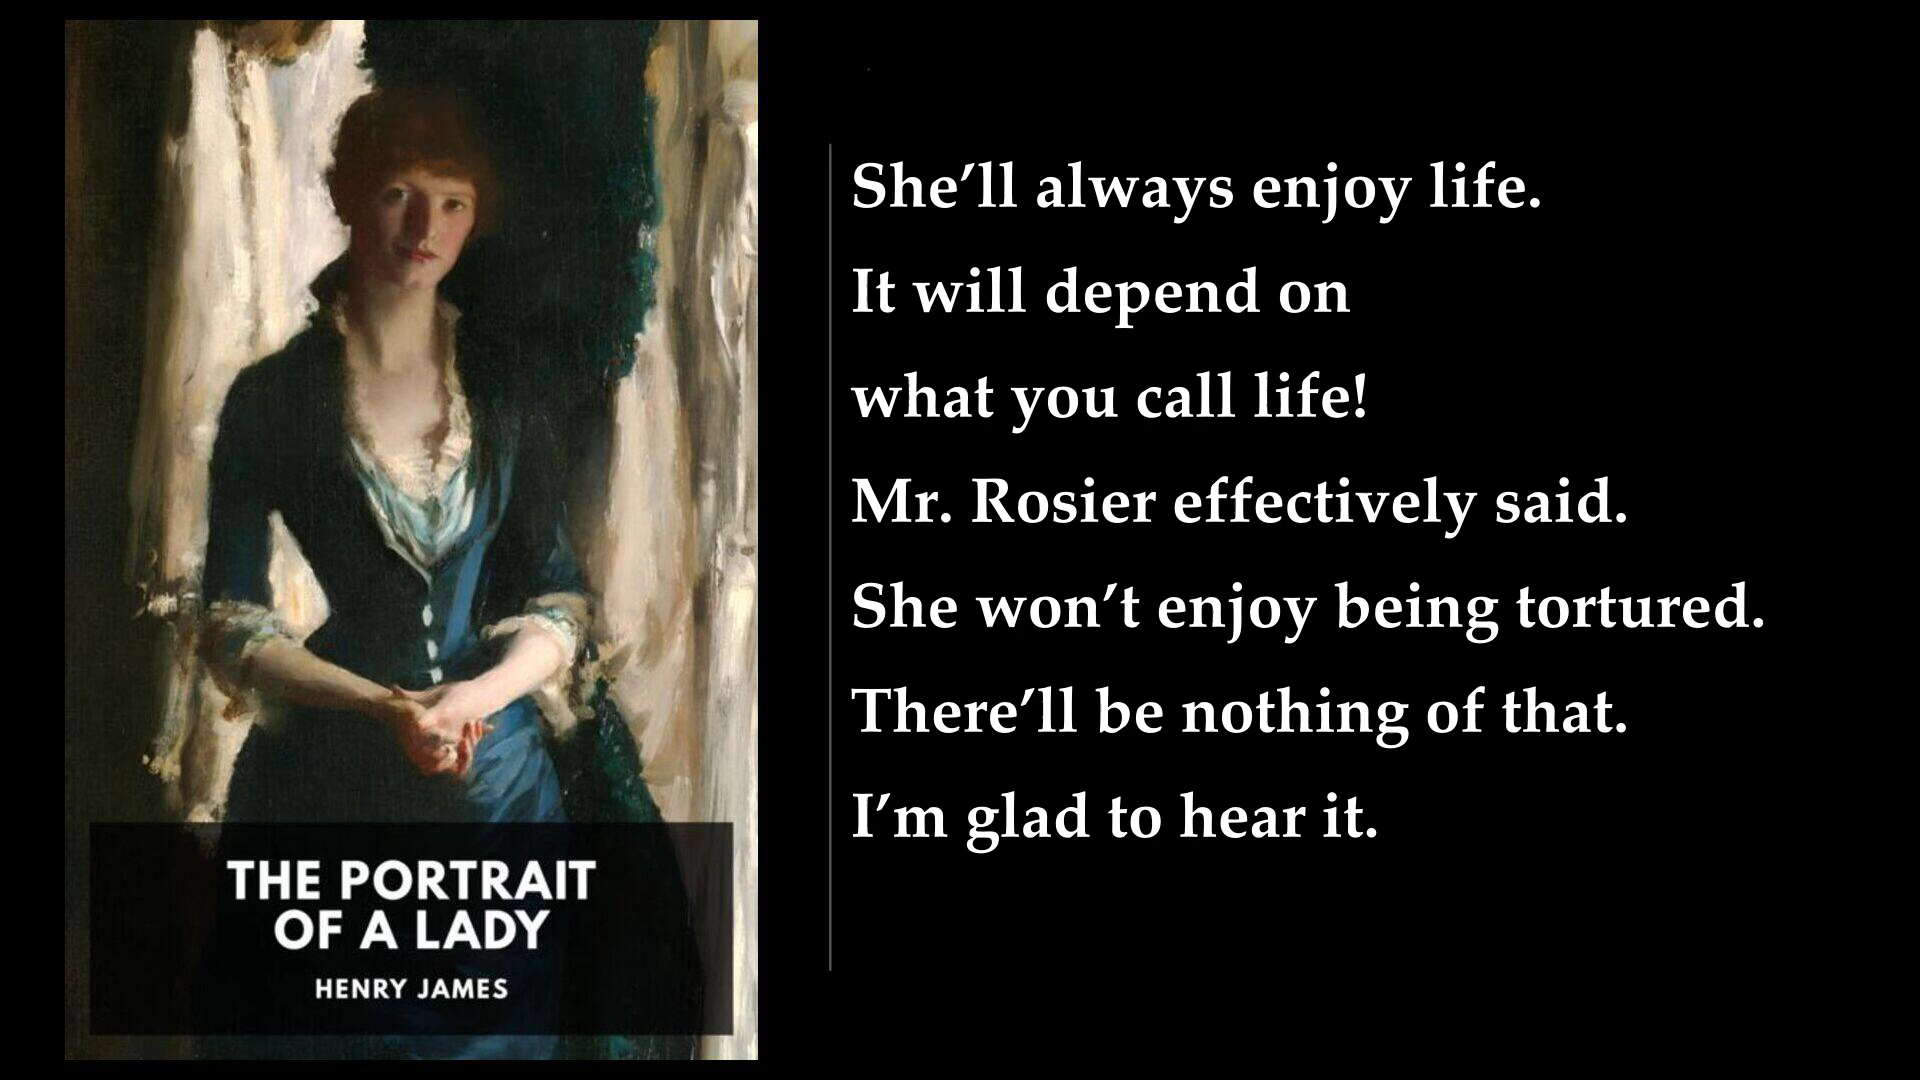 THE PORTRAIT
OF A LADY
HENRY JAMES
She’ll always enjoy life.
It will depend on
what you call life!
Mr. Rosier effectively said.
She won’t enjoy being tortured.
There’ll be nothing of that.
I’m glad to hear it.